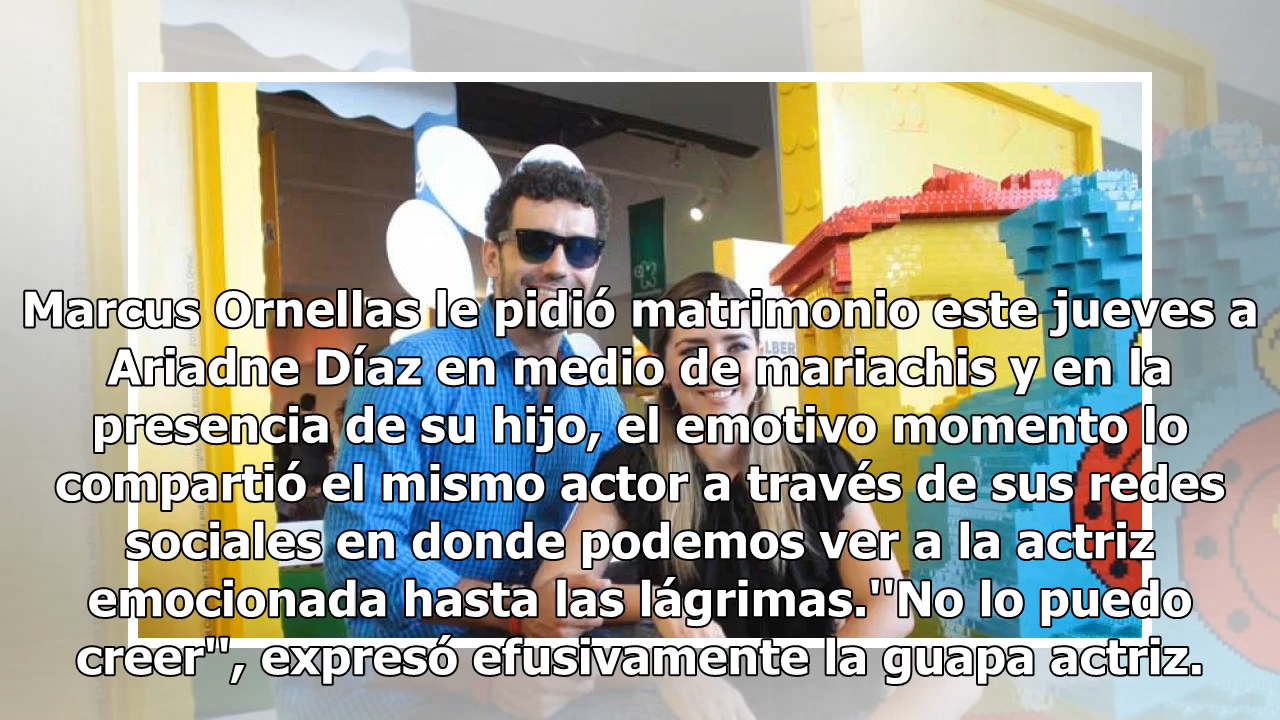 Marcus Ornellas le pidió matrimonio este jueves a
Ariadne Díaz en medio de mariachis y en la
presencia de su hijo, el emotivo momento lo
compartió el mismo actor a través de sus redes
sociales en donde podemos ver a la actriz
emocionada hasta las lágrimas."No lo puedo
creer", expresó efusivamente la guapa actriz.